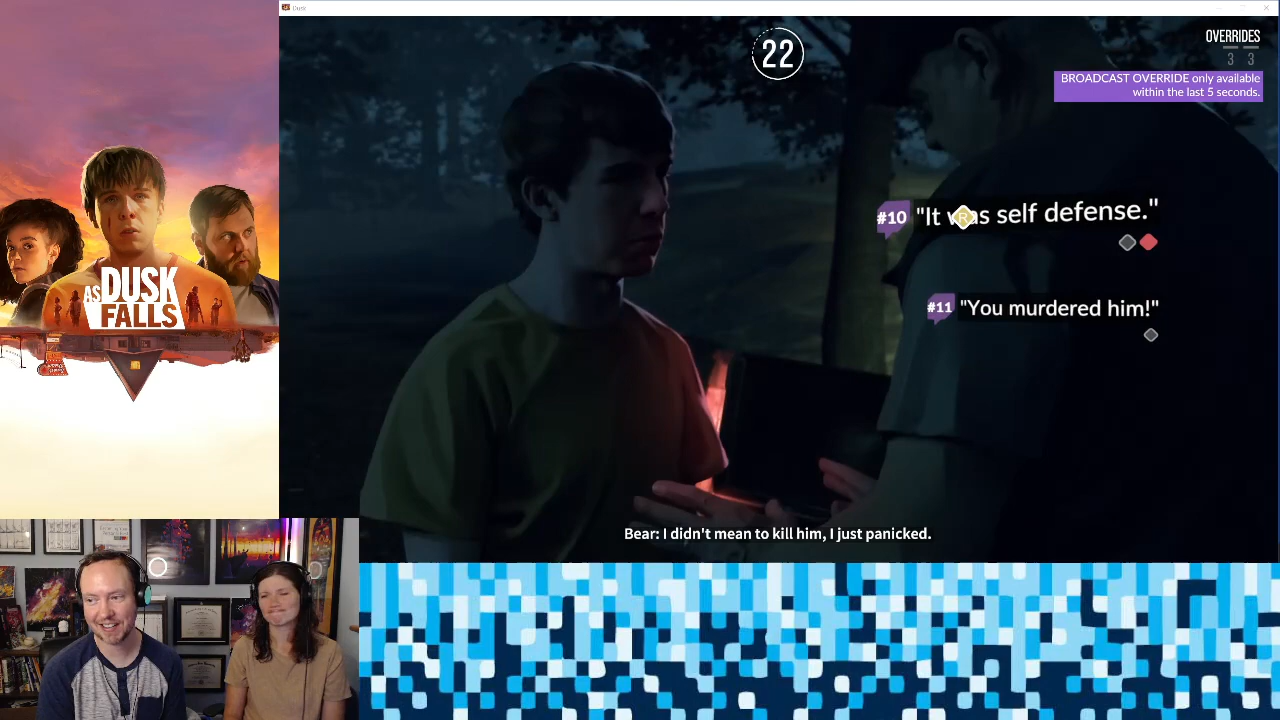 Dusk
22
OVERRIDES
3 3
BROADCAST OVERRIDE only available
within the last 5 seconds.
#10 "It was self defense."
R
#11 "You murdered him!"
AS DUSK
FALLS
Bear: I didn't mean to kill him, I just panicked.